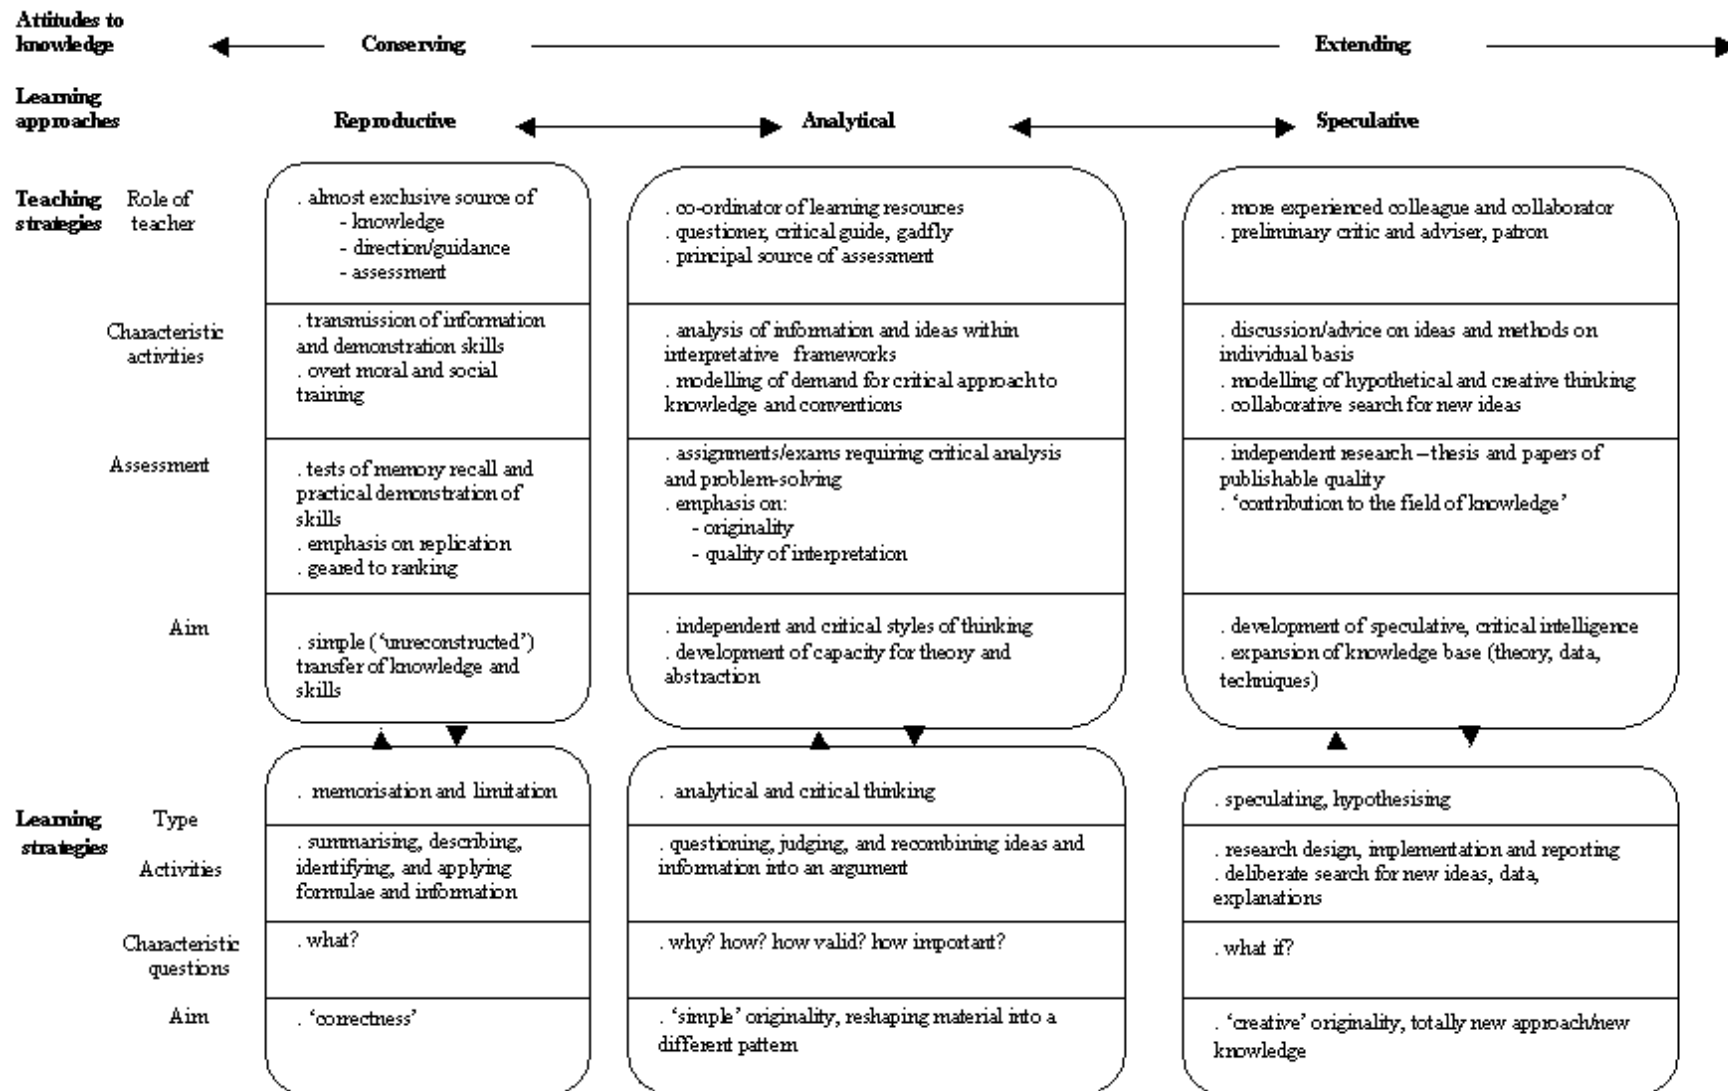 Attitudes to
knowledge
Conserving
Extending
Learning
approaches
Reproductive
Analytical
Speculative
Teaching
strategies
Role of
teacher
. almost exclusive source of
- knowledge
- direction/guidance
- assessment
. co-ordinator of learning resources
. questioner, critical guide, gadfly
. principal source of assessment
. more experienced colleague and collaborator
. preliminary critic and adviser, patron
Characteristic
activities
. transmission of information
and demonstration skills
. overt moral and social
training
. analysis of information and ideas within
interpretative frameworks
. modelling of demand for critical approach to
knowledge and conventions
. discussion/advice on ideas and methods on
individual basis
. modelling of hypothetical and creative thinking
. collaborative search for new ideas
Assessment
. tests of memory recall and
practical demonstration of
skills
. emphasis on replication
. geared to ranking
. assignments/exams requiring critical analysis
and problem-solving
. emphasis on:
- originality
- quality of interpretation
. independent research – thesis and papers of
publishable quality
. ‘contribution to the field of knowledge’
Aim
. simple (‘unreconstructed’)
transfer of knowledge and
skills
. independent and critical styles of thinking
. development of capacity for theory and
abstraction
. development of speculative, critical intelligence
. expansion of knowledge base (theory, data,
techniques)
Learning
strategies
Type
. memorisation and limitation
. analytical and critical thinking
. speculating, hypothesising
Activities
. summarising, describing,
identifying, and applying
formulae and information
. questioning, judging, and recombining ideas and
information into an argument
. research design, implementation and reporting
. deliberate search for new ideas, data,
explanations
Characteristic
questions
. what?
. why? how? how valid? how important?
. what if?
Aim
. ‘correctness’
. ‘simple’ originality, reshaping material into a
different pattern
. ‘creative’ originality, totally new approach/new
knowledge